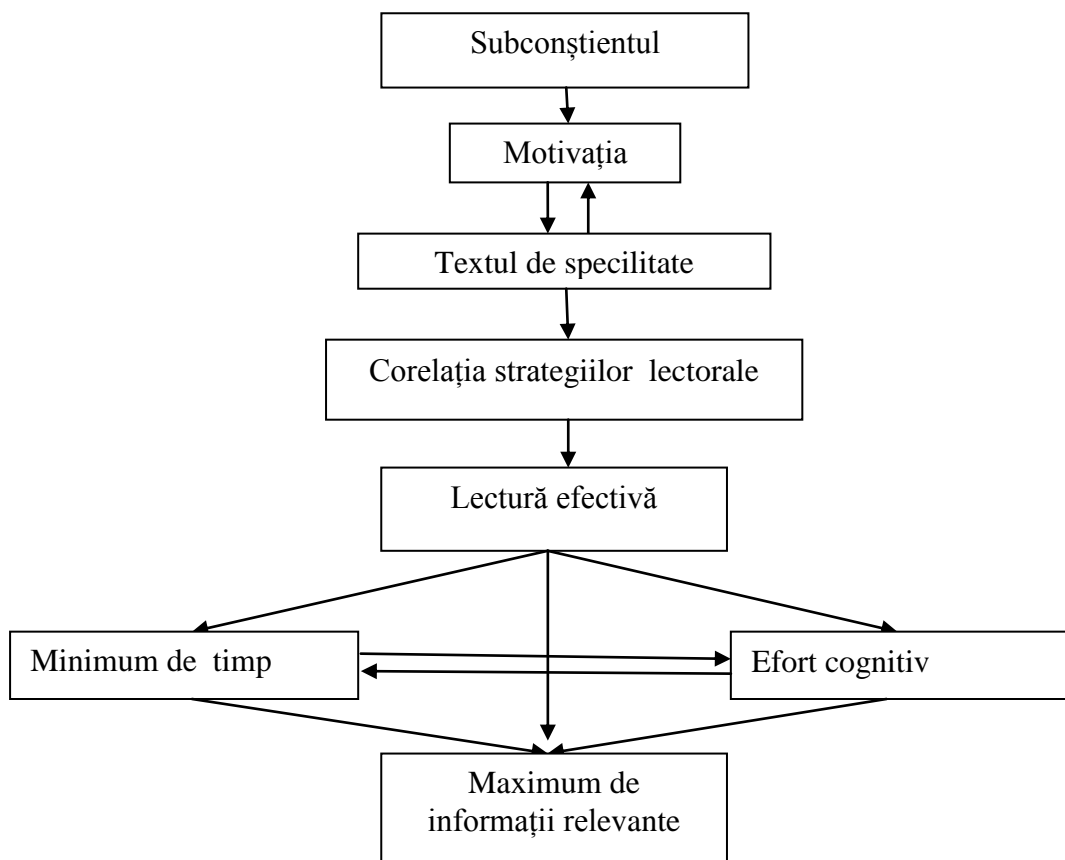 Subconștientul
Motivația
Textul de specilitate
Corelația strategiilor lectorale
Lectură efectivă
Minimum de timp
Efort cognitiv
Maximum de
informații relevante